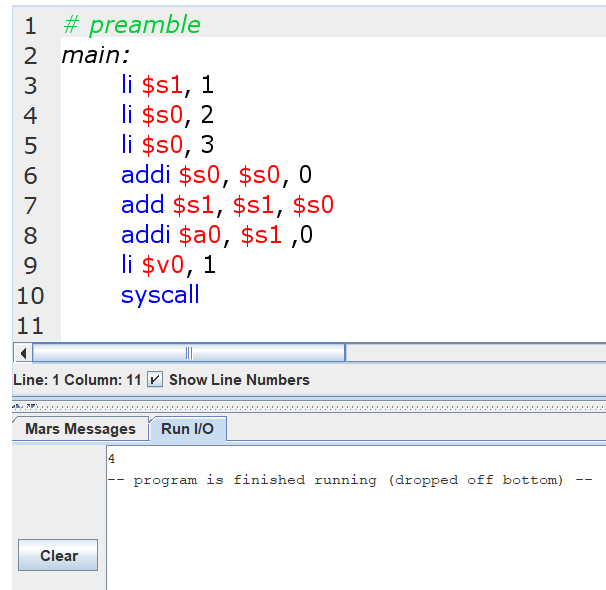 1 # preamble
2 main:
3 li $s1, 1
4 li $s0, 2
5 li $s0, 3
6 addi $s0, $s0, 0
7 add $s1, $s1, $s0
8 addi $a0, $s1 ,0
9 li $v0, 1
10 syscall
11
Line: 1 Column: 11 Show Line Numbers
Mars Messages Run I/O
4
-- program is finished running (dropped off bottom) --
Clear